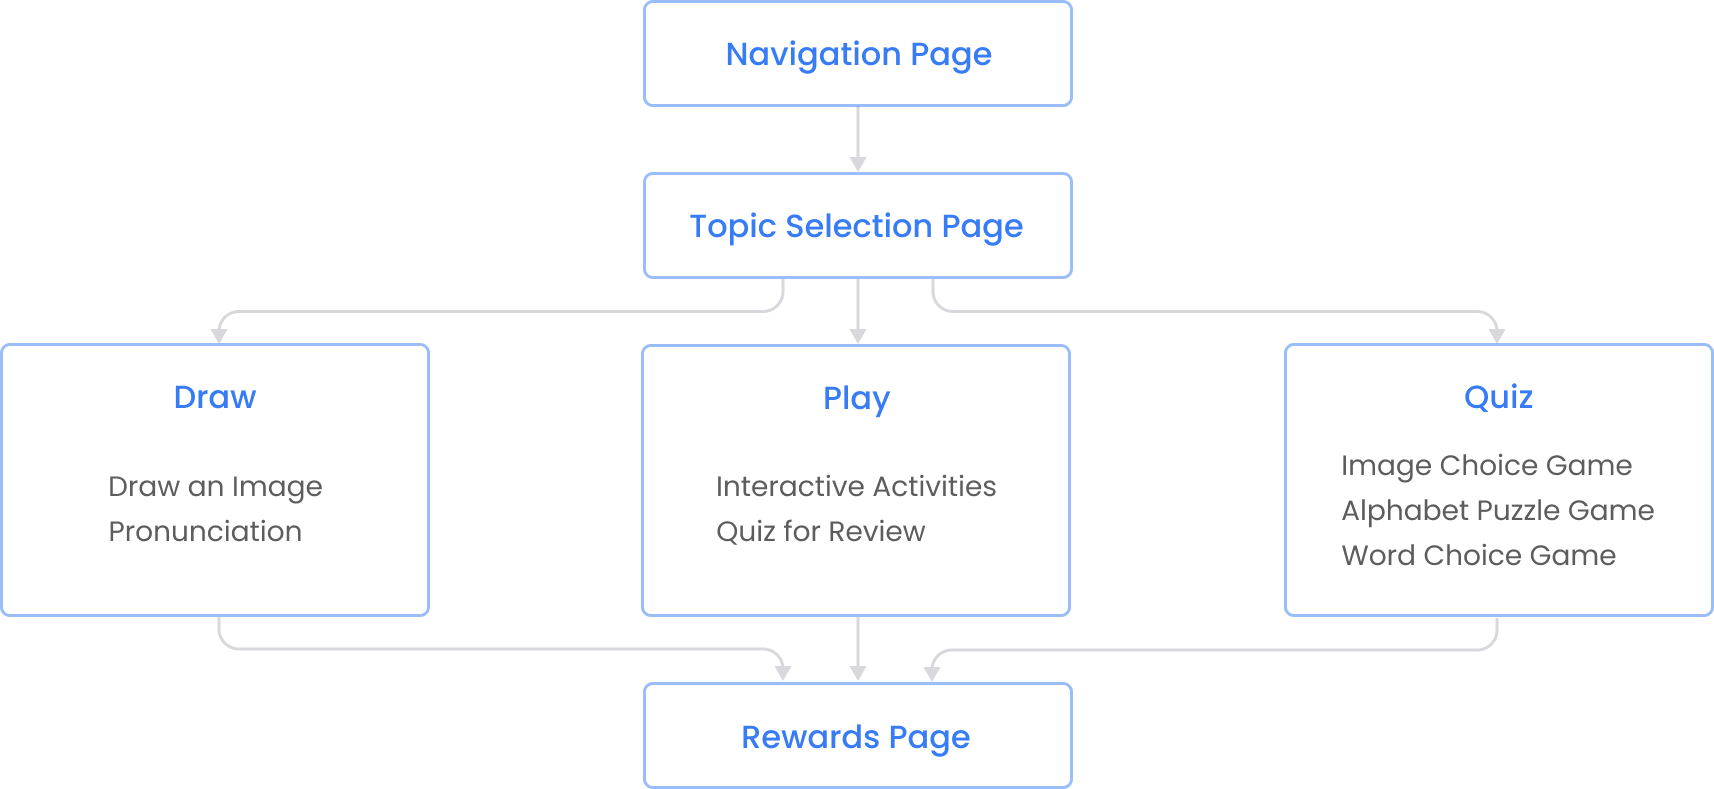 Navigation Page
Topic Selection Page
Draw
Draw an Image
Pronunciation
Play
Interactive Activities
Quiz for Review
Quiz
Image Choice Game
Alphabet Puzzle Game
Word Choice Game
Rewards Page